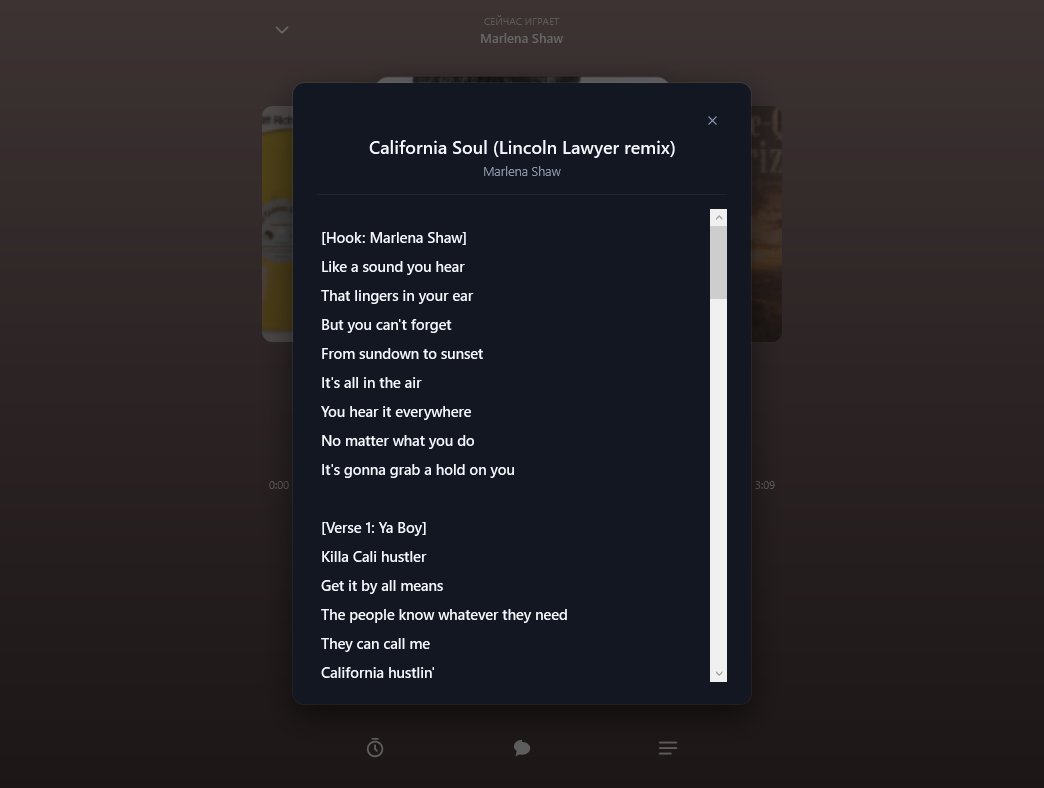 СЕЙЧАС ИГРАЕТ
Marlena Shaw
California Soul (Lincoln Lawyer remix)
Marlena Shaw
[Hook: Marlena Shaw]
Like a sound you hear
That lingers in your ear
But you can't forget
From sundown to sunset
It's all in the air
You hear it everywhere
No matter what you do
It's gonna grab a hold on you
[Verse 1: Ya Boy]
Killa Cali hustler
Get it by all means
The people know whatever they need
They can call me
California hustlin'
0:00
3:09